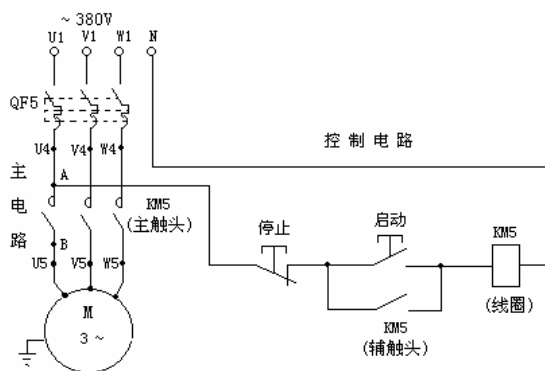 ~ 380V
U1 V1 W1 N
QF5
控制电路
U4 V4 W4
主电路
A
KM5
(主触头)
停止
启动
KM5
B
U5 V5 W5
(线圈)
M
3 ~
KM5
(辅触头)